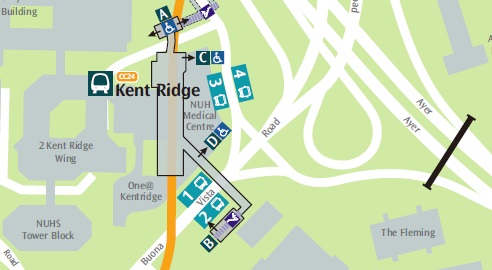 Building
A
C
CC24
Kent Ridge
3
4
NUH
Medical
Centre
D
Road
Ayer
Ayer
2 Kent Ridge
Wing
One@
Kentridge
1
2
Vista
B
Buona
NUHS
Tower Block
The Fleming
Road